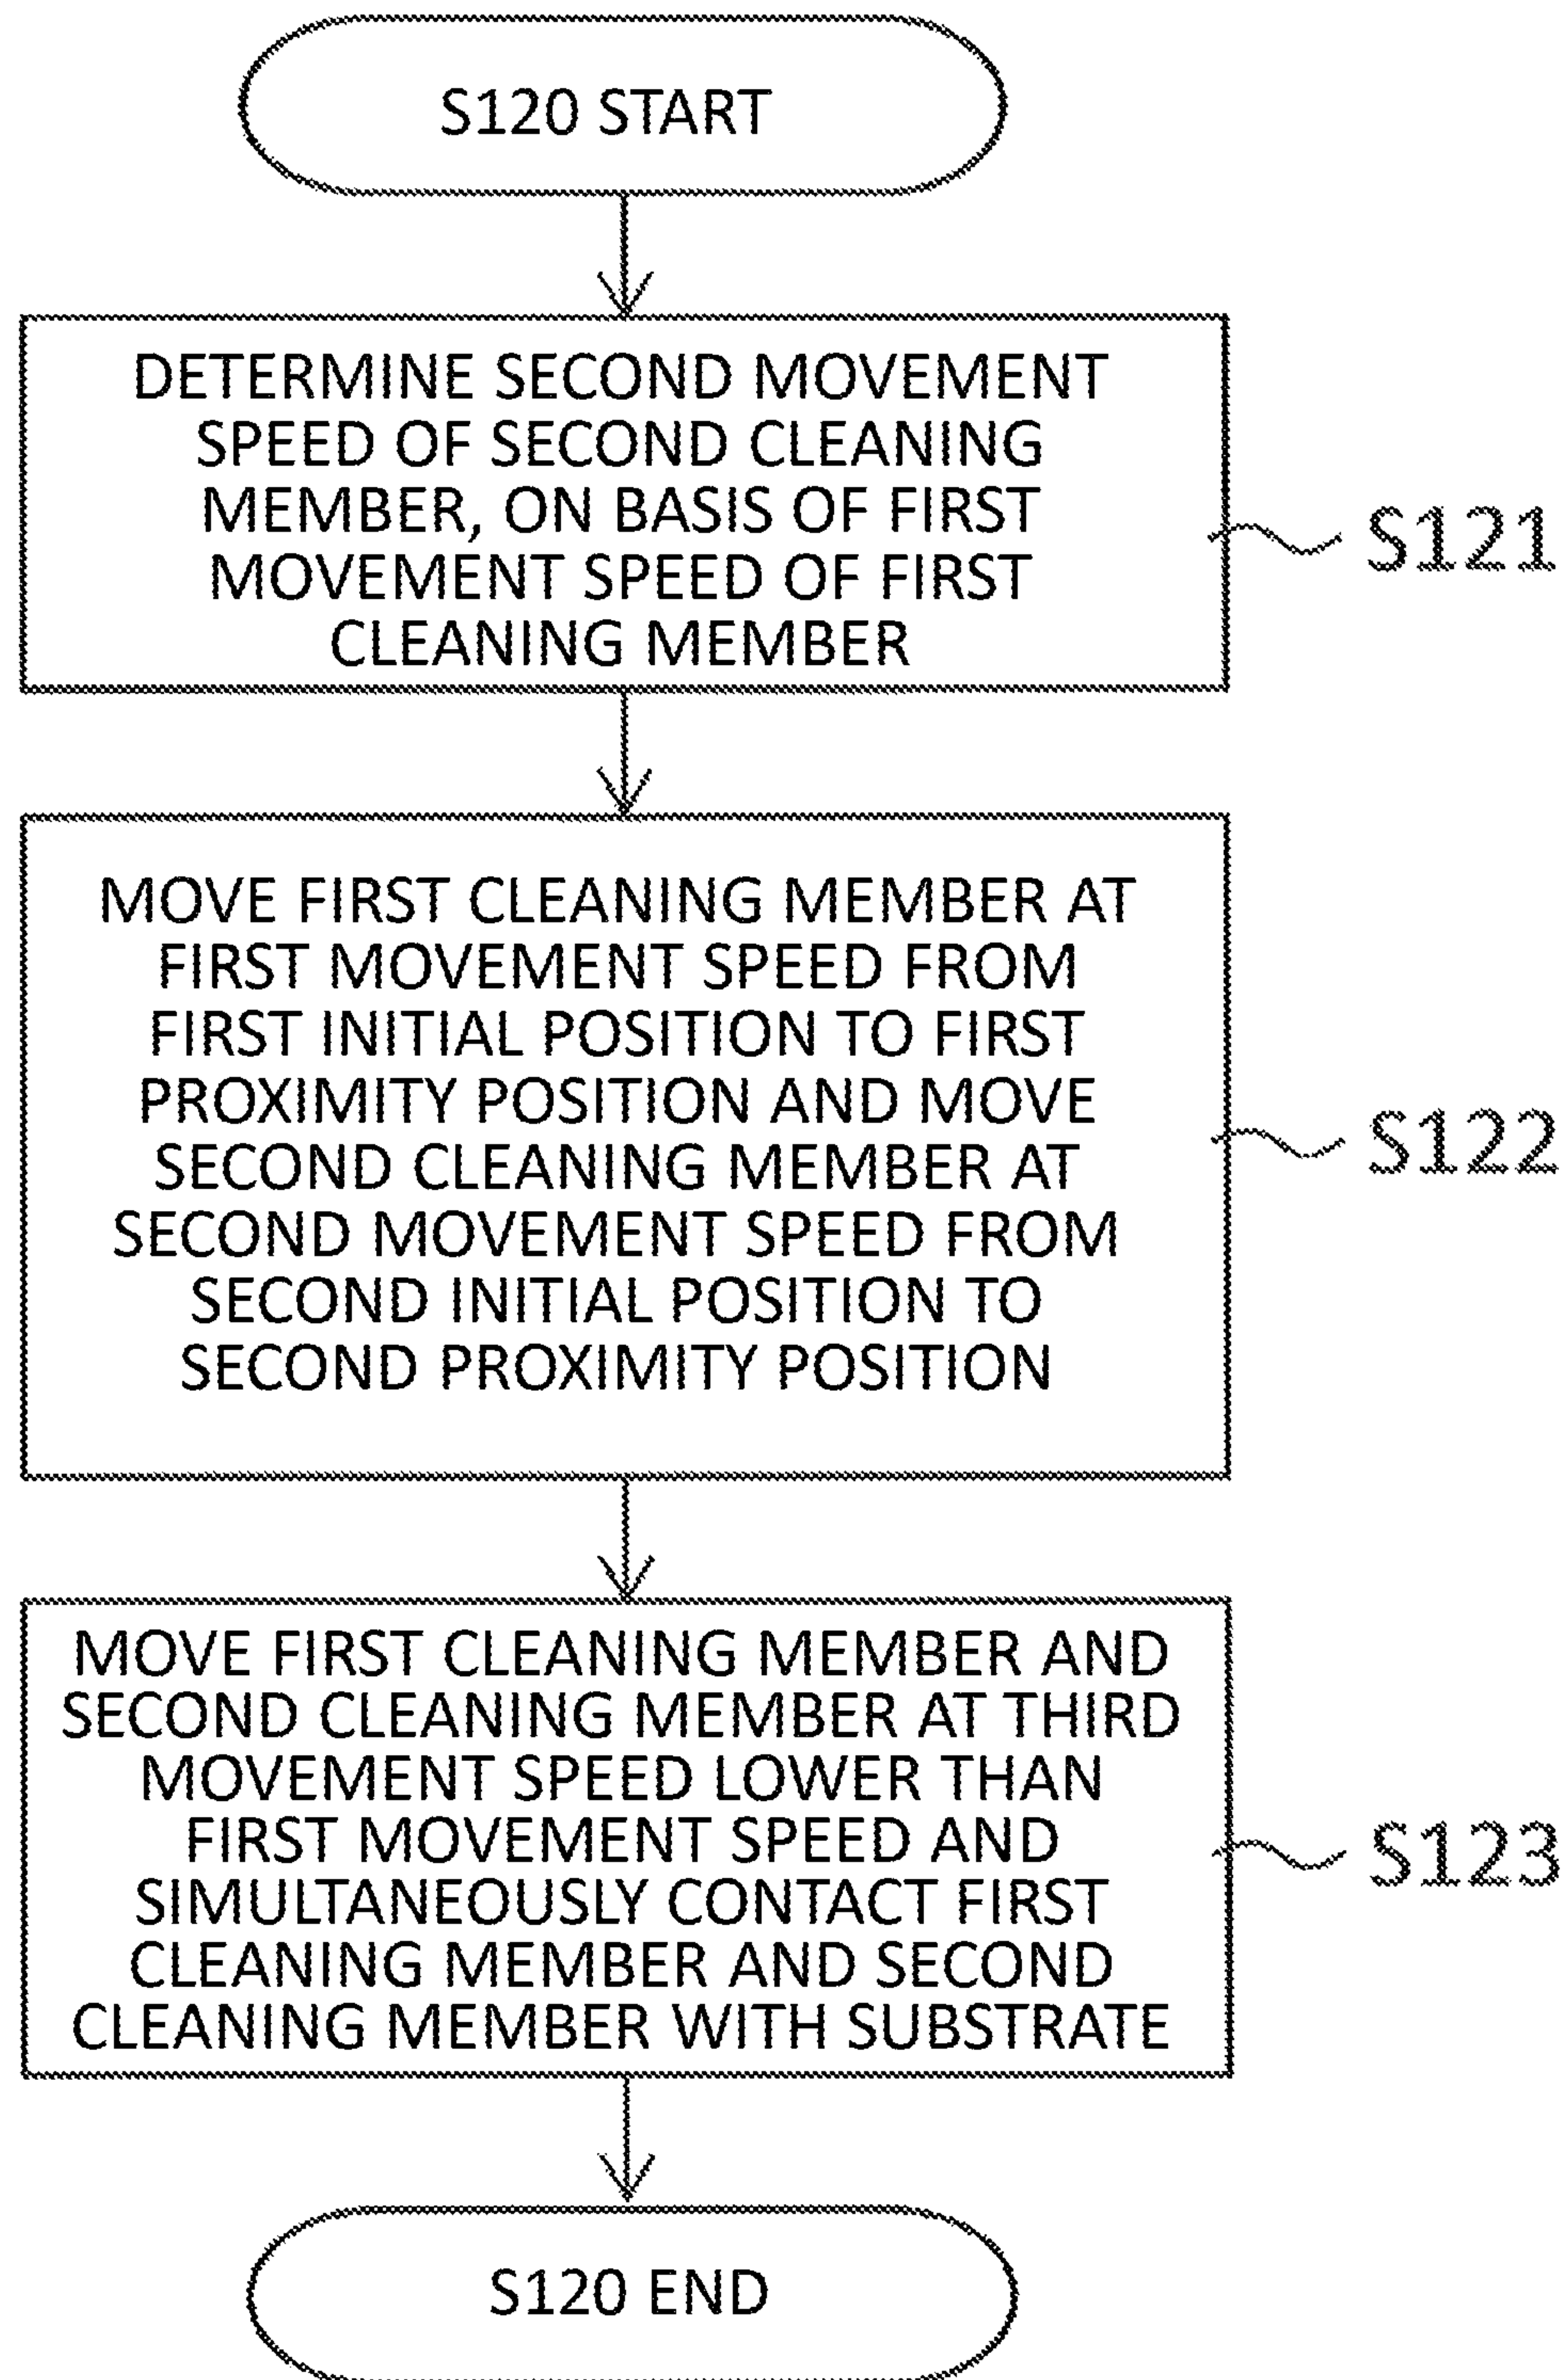 S120 START
DETERMINE SECOND MOVEMENT
SPEED OF SECOND CLEANING
MEMBER, ON BASIS OF FIRST
MOVEMENT SPEED OF FIRST
CLEANING MEMBER
S121
MOVE FIRST CLEANING MEMBER AT
FIRST MOVEMENT SPEED FROM
FIRST INITIAL POSITION TO FIRST
PROXIMITY POSITION AND MOVE
SECOND CLEANING MEMBER AT
SECOND MOVEMENT SPEED FROM
SECOND INITIAL POSITION TO
SECOND PROXIMITY POSITION
S122
MOVE FIRST CLEANING MEMBER AND
SECOND CLEANING MEMBER AT THIRD
MOVEMENT SPEED LOWER THAN
FIRST MOVEMENT SPEED AND
SIMULTANEOUSLY CONTACT FIRST
CLEANING MEMBER AND SECOND
CLEANING MEMBER WITH SUBSTRATE
S123
S120 END